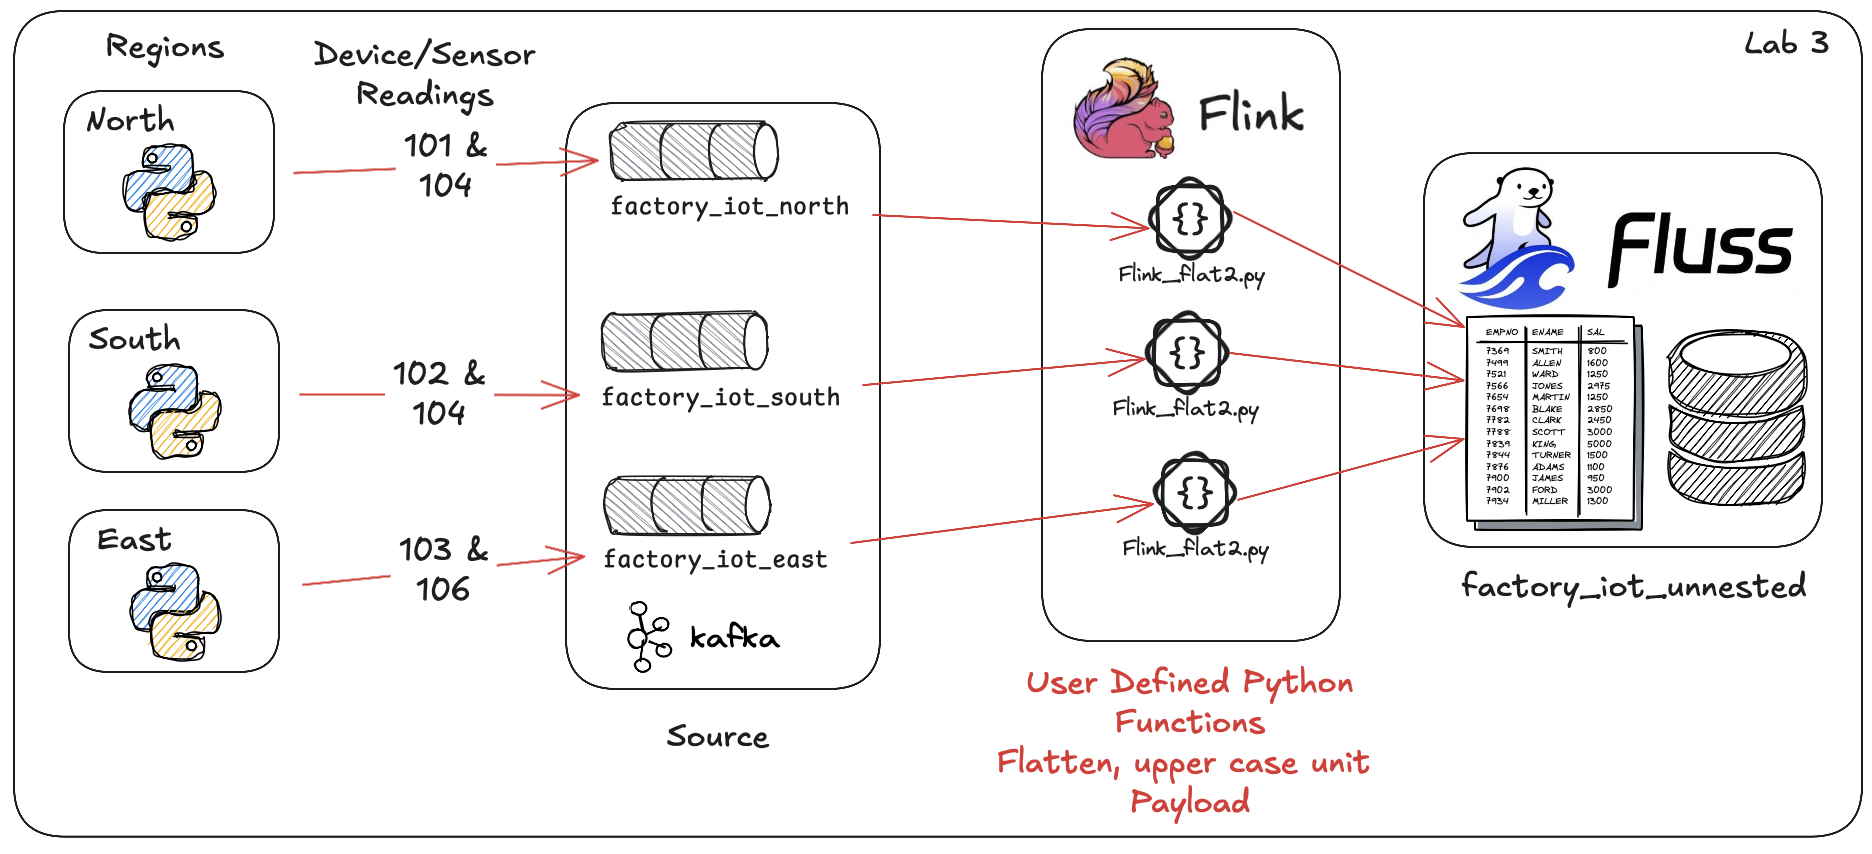 Lab 3
Regions
Device/Sensor
Readings
North
101 &
104
South
102 &
104
East
103 &
106
factory_iot_north
factory_iot_south
factory_iot_east
kafka
Source
Flink
Flink_flat2.py
Flink_flat2.py
Flink_flat2.py
User Defined Python
Functions
Flatten, upper case unit
Payload
Fluss
EMPNO ENAME SAL
7369 SMITH 800
7499 ALLEN 1600
7521 WARD 1250
7566 JONES 2975
7654 MARTIN 1250
7698 BLAKE 2850
7782 CLARK 2450
7788 SCOTT 3000
7839 KING 5000
7844 TURNER 1500
7876 ADAMS 1100
7900 JAMES 950
7902 FORD 3000
7934 MILLER 1300
factory_iot_unnested